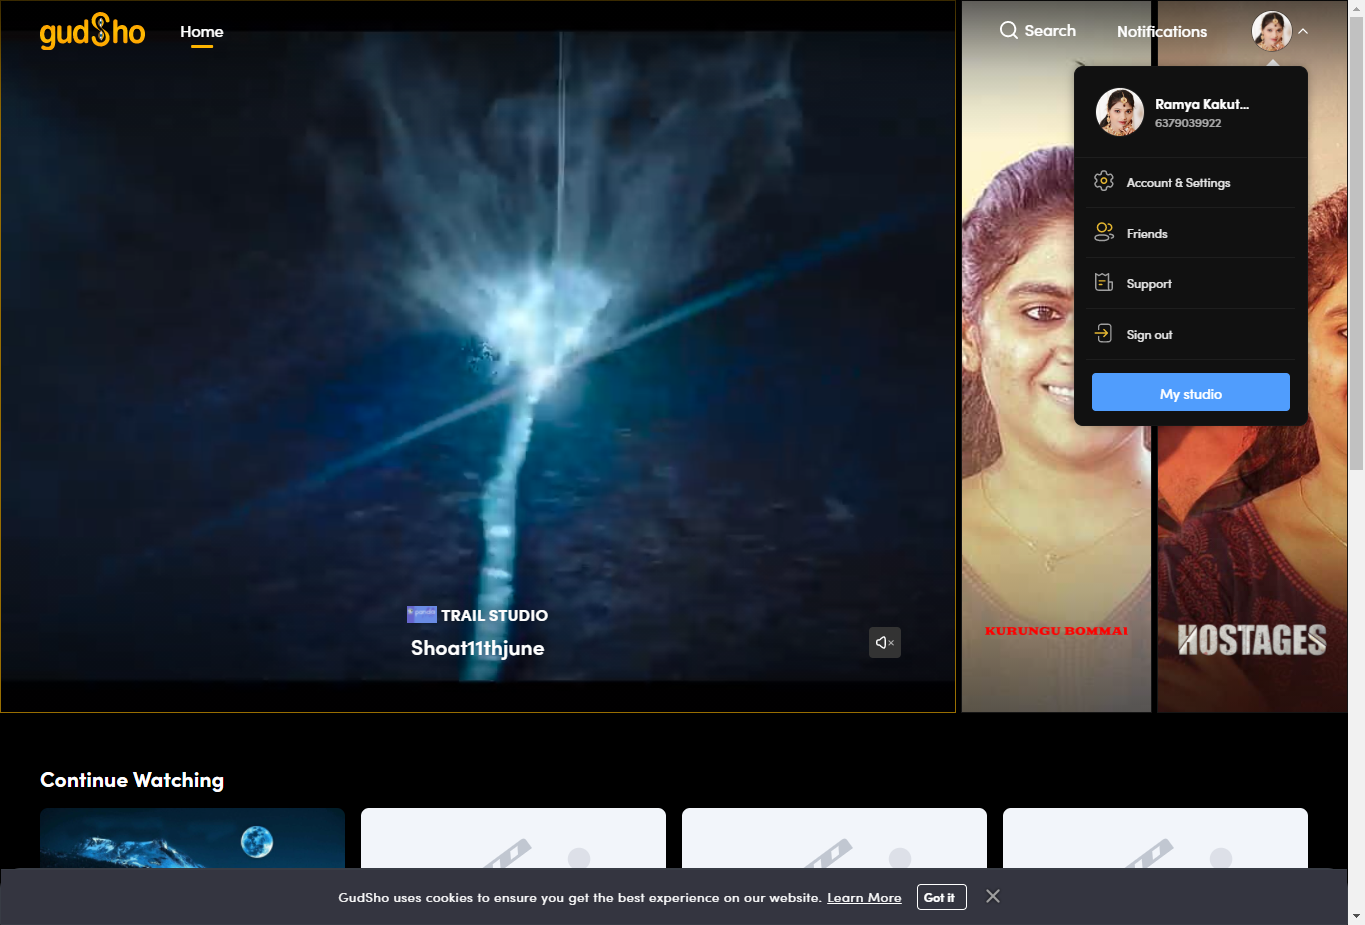 gudSho
Home
Search
Notifications
Ramya Kakut...
6379039922
Account & Settings
Friends
Support
Sign out
My studio
TRAIL STUDIO
Shoat11thjune
KURUNGU BOMMAI
HOSTAGES
Continue Watching
GudSho uses cookies to ensure you get the best experience on our website. Learn More Got it